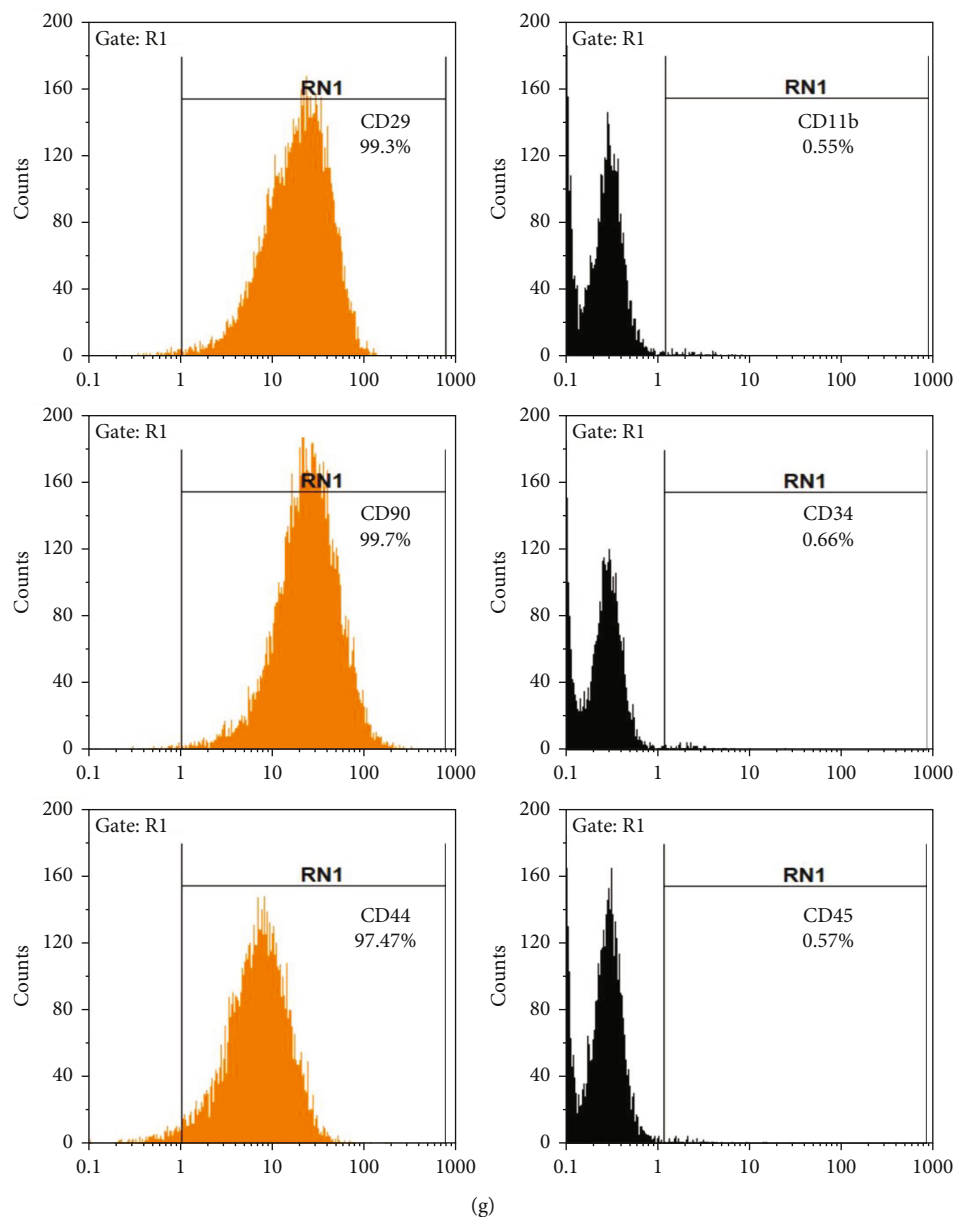 200
160
120
80
40
0
Counts
Gate: R1
RN1
CD29
99.3%
0.1
1
10
100
1000
200
160
120
80
40
0
Counts
Gate: R1
RN1
CD11b
0.55%
0.1
1
10
100
1000
200
160
120
80
40
0
Counts
Gate: R1
RN1
CD90
99.7%
0.1
1
10
100
1000
200
160
120
80
40
0
Counts
Gate: R1
RN1
CD34
0.66%
0.1
1
10
100
1000
200
160
120
80
40
0
Counts
Gate: R1
RN1
CD44
97.47%
0.1
1
10
100
1000
200
160
120
80
40
0
Counts
Gate: R1
RN1
CD45
0.57%
0.1
1
10
100
1000
(g)